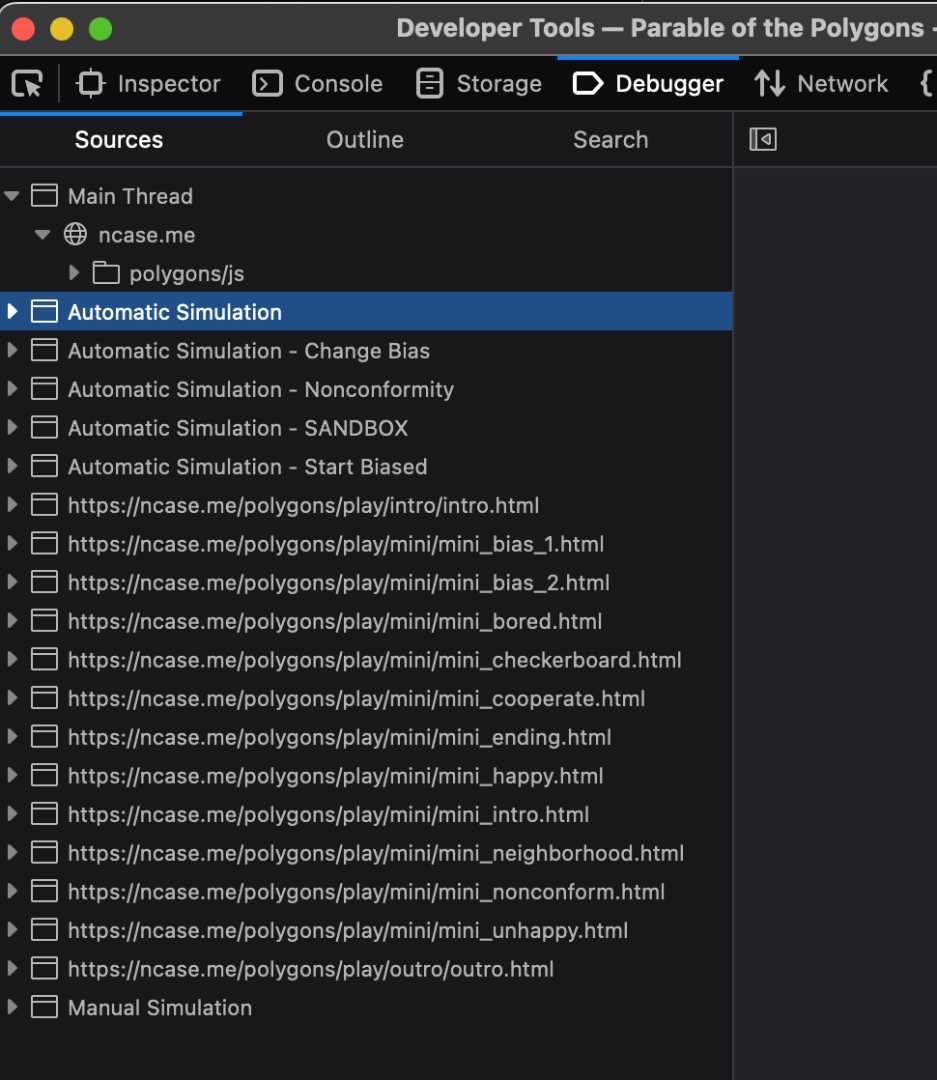 Developer Tools — Parable of the Polygons -
Inspector Console Storage Debugger Network {
Sources Outline Search
Main Thread
ncase.me
polygons/js
Automatic Simulation
Automatic Simulation - Change Bias
Automatic Simulation - Nonconformity
Automatic Simulation - SANDBOX
Automatic Simulation - Start Biased
https://ncase.me/polygons/play/intro/intro.html
https://ncase.me/polygons/play/mini/mini_bias_1.html
https://ncase.me/polygons/play/mini/mini_bias_2.html
https://ncase.me/polygons/play/mini/mini_bored.html
https://ncase.me/polygons/play/mini/mini_checkerboard.html
https://ncase.me/polygons/play/mini/mini_cooperate.html
https://ncase.me/polygons/play/mini/mini_ending.html
https://ncase.me/polygons/play/mini/mini_happy.html
https://ncase.me/polygons/play/mini/mini_intro.html
https://ncase.me/polygons/play/mini/mini_neighborhood.html
https://ncase.me/polygons/play/mini/mini_nonconform.html
https://ncase.me/polygons/play/mini/mini_unhappy.html
https://ncase.me/polygons/play/outro/outro.html
Manual Simulation